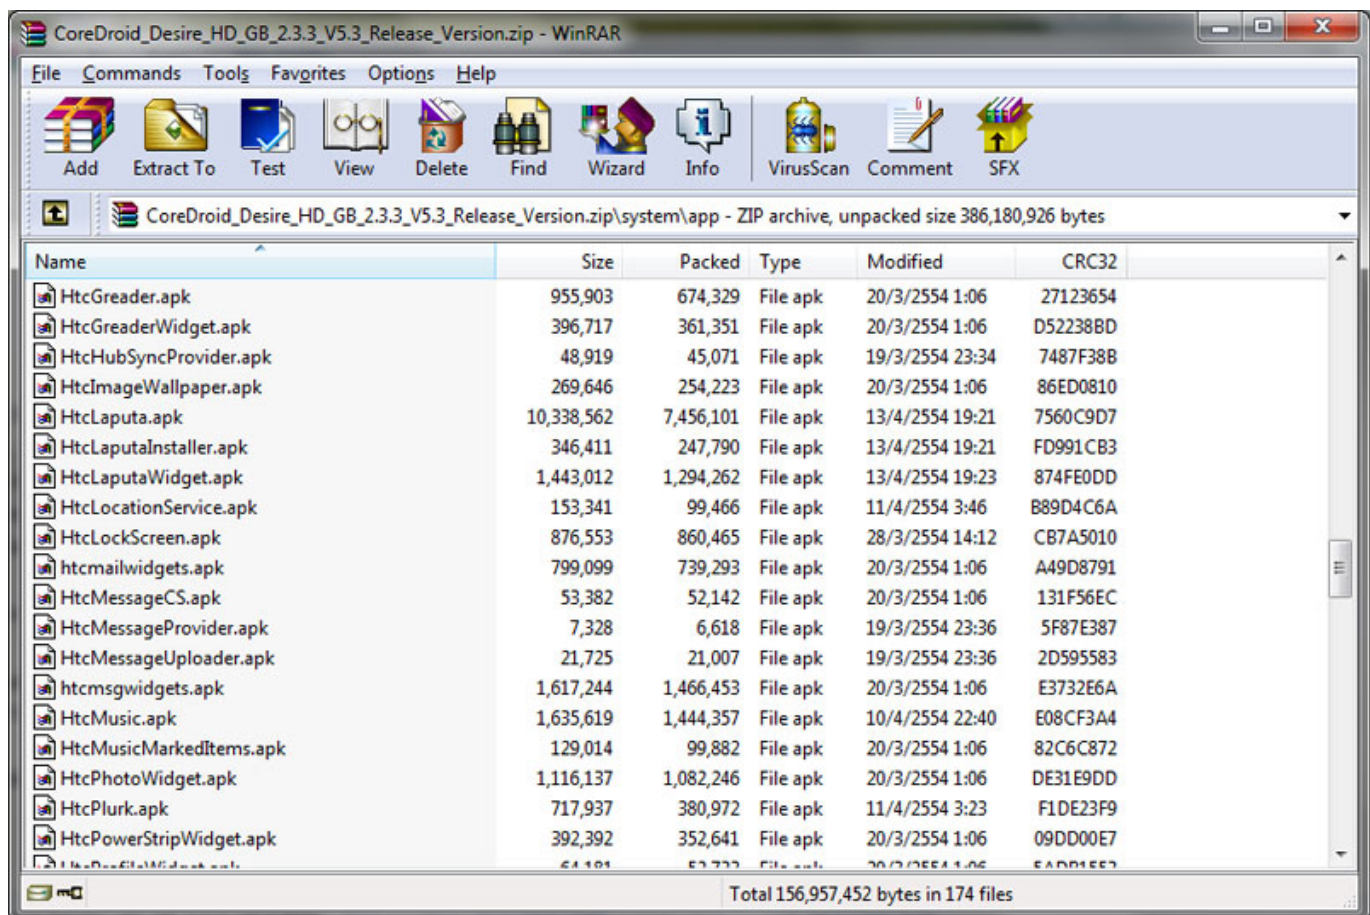 CoreDroid_Desire_HD_GB_2.3.3_V5.3_Release_Version.zip - WinRAR
File Commands Tools Favorites Options Help
Add Extract To Test View Delete Find Wizard Info VirusScan Comment SFX
CoreDroid_Desire_HD_GB_2.3.3_V5.3_Release_Version.zip\system\app - ZIP archive, unpacked size 386,180,926 bytes
Name Size Packed Type Modified CRC32
HtcGreader.apk 955,903 674,329 File apk 20/3/2554 1:06 27123654
HtcGreaderWidget.apk 396,717 361,351 File apk 20/3/2554 1:06 D52238BD
HtcHubSyncProvider.apk 48,919 45,071 File apk 19/3/2554 23:34 7487F38B
HtcImageWallpaper.apk 269,646 254,223 File apk 20/3/2554 1:06 86ED0810
HtcLaputa.apk 10,338,562 7,456,101 File apk 13/4/2554 19:21 7560C9D7
HtcLaputaInstaller.apk 346,411 247,790 File apk 13/4/2554 19:21 FD991CB3
HtcLaputaWidget.apk 1,443,012 1,294,262 File apk 13/4/2554 19:23 874FE0DD
HtcLocationService.apk 153,341 99,466 File apk 11/4/2554 3:46 B89D4C6A
HtcLockScreen.apk 876,553 860,465 File apk 28/3/2554 14:12 CB7A5010
htcmailwidgets.apk 799,099 739,293 File apk 20/3/2554 1:06 A49D8791
HtcMessageCS.apk 53,382 52,142 File apk 20/3/2554 1:06 131F56EC
HtcMessageProvider.apk 7,328 6,618 File apk 19/3/2554 23:36 5F87E387
HtcMessageUploader.apk 21,725 21,007 File apk 19/3/2554 23:36 2D595583
htcmsgwidgets.apk 1,617,244 1,466,453 File apk 20/3/2554 1:06 E3732E6A
HtcMusic.apk 1,635,619 1,444,357 File apk 10/4/2554 22:40 E08CF3A4
HtcMusicMarkedItems.apk 129,014 99,882 File apk 20/3/2554 1:06 82C6C872
HtcPhotoWidget.apk 1,116,137 1,082,246 File apk 20/3/2554 1:06 DE31E9DD
HtcPlurk.apk 717,937 380,972 File apk 11/4/2554 3:23 F1DE23F9
HtcPowerStripWidget.apk 392,392 352,641 File apk 20/3/2554 1:06 09DD00E7
Total 156,957,452 bytes in 174 files